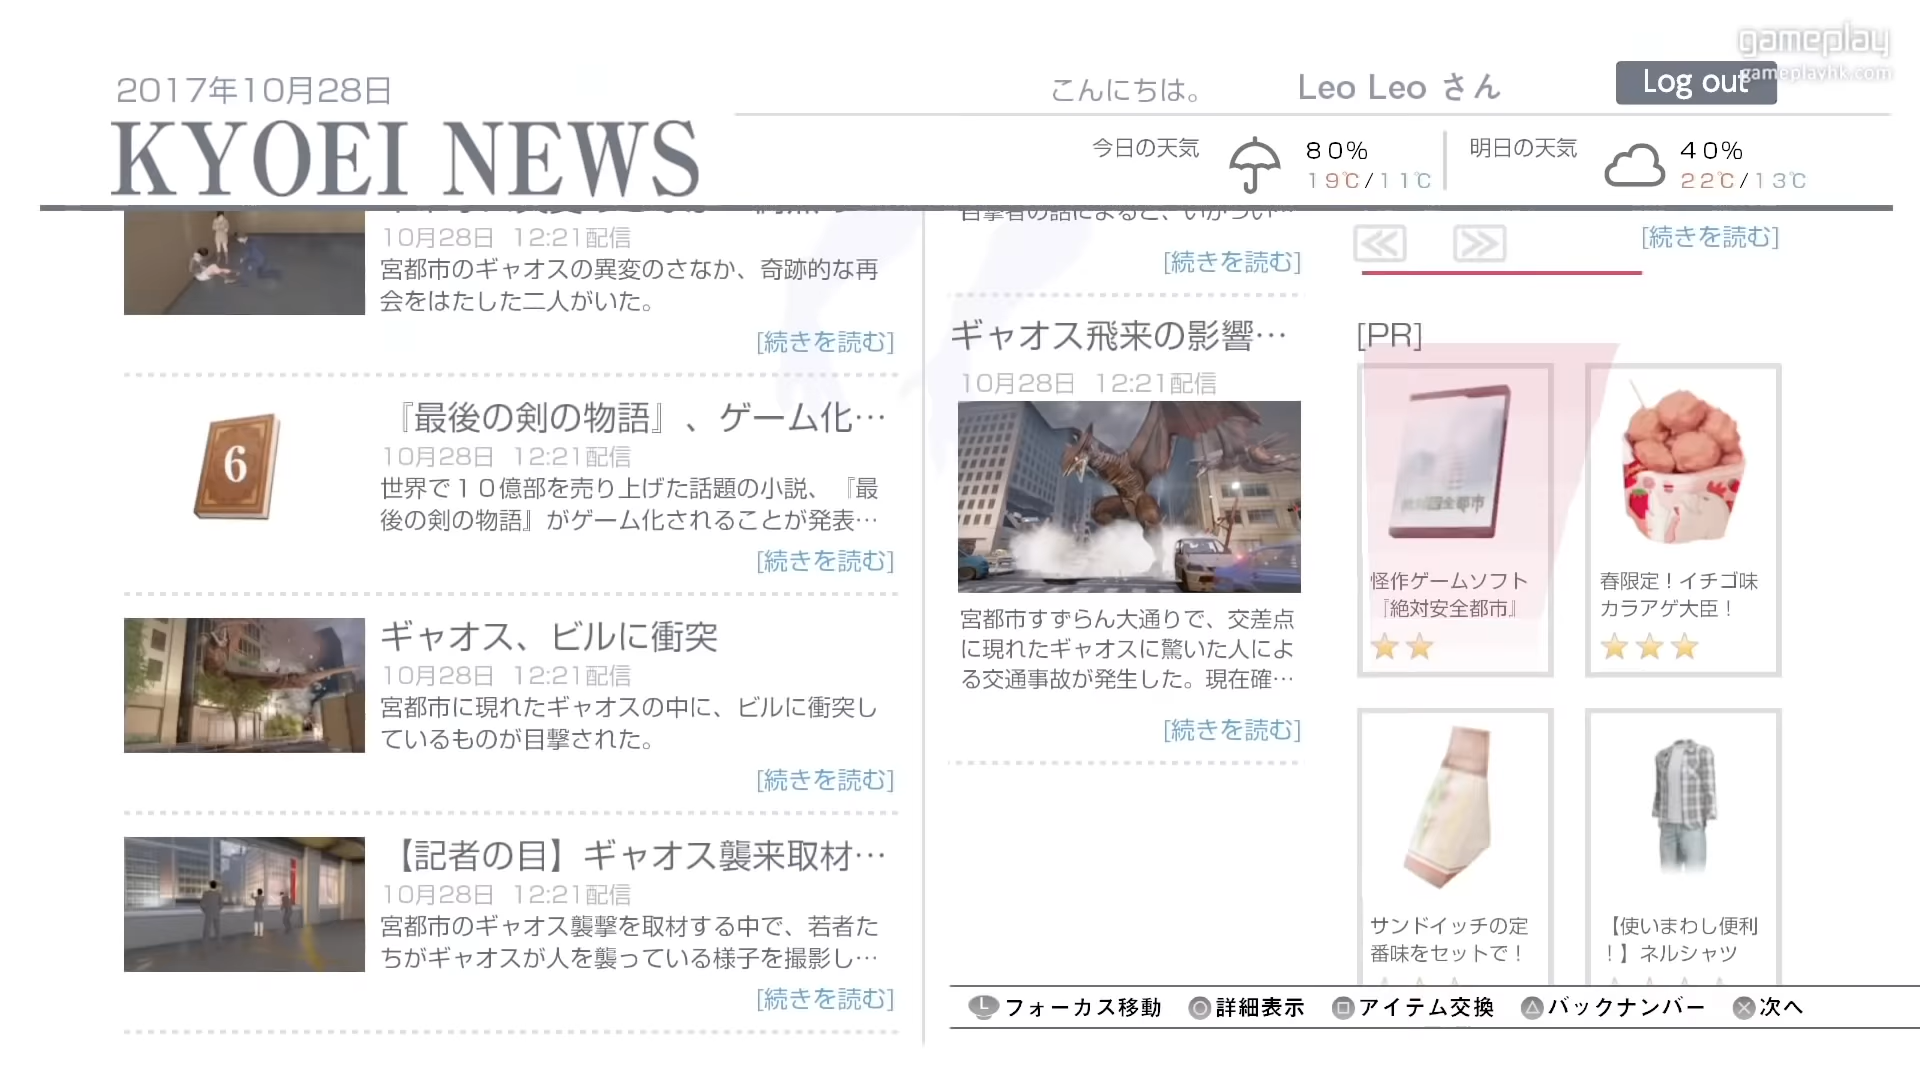 gameplay
gameplayhk.com
2017年10月28日
こんにちは。
Leo Leo さん
Log out
KYOEI NEWS
今日の天気
80%
19℃/11℃
明日の天気
40%
22℃/13℃
10月28日 12:21配信
宮都市のギャオスの異変のさなか、奇跡的な再
会をはたした二人がいた。
[続きを読む]
6
『最後の剣の物語』、ゲーム化…
10月28日 12:21配信
世界で１０億部を売り上げた話題の小説、『最
後の剣の物語』がゲーム化されることが発表…
[続きを読む]
ギャオス、ビルに衝突
10月28日 12:21配信
宮都市に現れたギャオスの中に、ビルに衝突し
ているものが目撃された。
[続きを読む]
【記者の目】ギャオス襲来取材…
10月28日 12:21配信
宮都市のギャオス襲撃を取材する中で、若者た
ちがギャオスが人を襲っている様子を撮影し…
[続きを読む]
目撃者の話によると、いかつい…
[続きを読む]
ギャオス飛来の影響…
10月28日 12:21配信
宮都市すずらん大通りで、交差点
に現れたギャオスに驚いた人によ
る交通事故が発生した。現在確…
[続きを読む]
[続きを読む]
[PR]
怪作ゲームソフト
『絶対安全都市』
春限定！イチゴ味
カラアゲ大臣！
サンドイッチの定
番味をセットで！
【使いまわし便利
！】ネルシャツ
L フォーカス移動 詳細表示 アイテム交換 バックナンバー 次へ